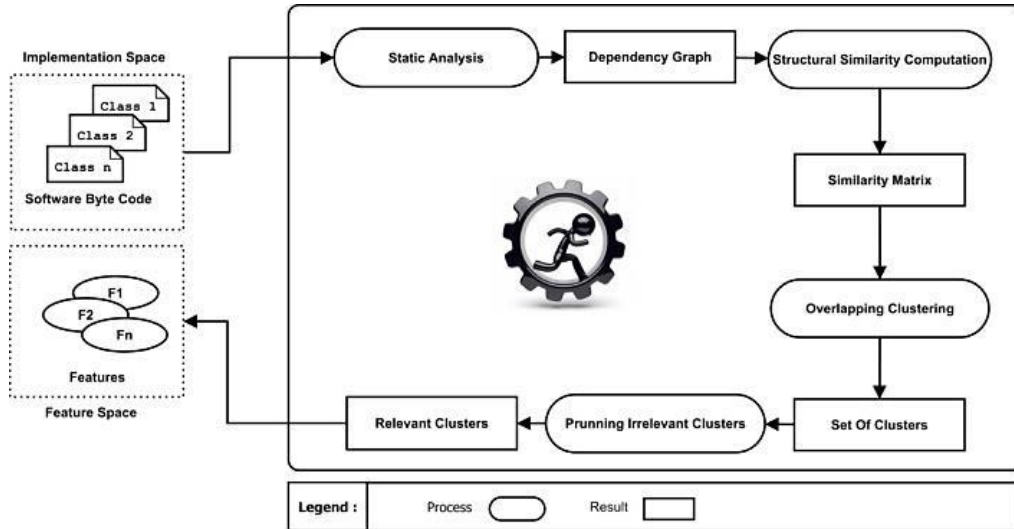 Implementation Space
Class 1
Class 2
Class n
Software Byte Code
F1
F2
Fn
Features
Feature Space
Static Analysis
Dependency Graph
Structural Similarity Computation
Similarity Matrix
Overlapping Clustering
Set Of Clusters
Prunning Irrelevant Clusters
Relevant Clusters
Legend :
Process
Result